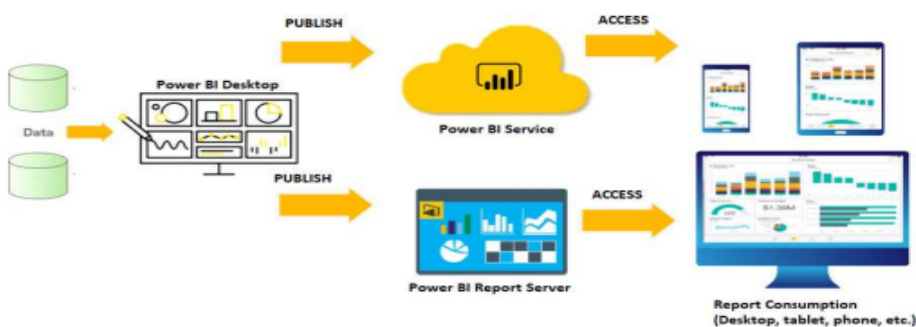 PUBLISH
ACCESS
Power BI Desktop
Data
Power BI Service
PUBLISH
ACCESS
Power BI Report Server
Report Consumption
(Desktop, tablet, phone, etc.)